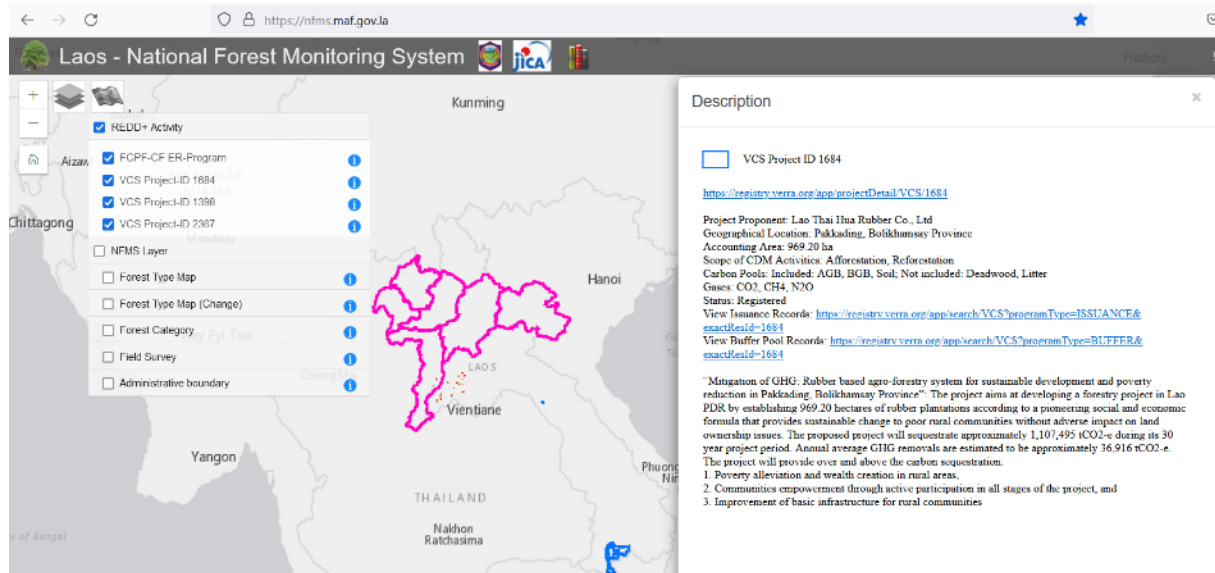 https://nfms.maf.gov.la
Laos - National Forest Monitoring System
jICA
Fuzhou
+
−
REDD+ Activity
FCPF-CF ER-Program
VCS Project-ID 1684
VCS Project-ID 1398
VCS Project-ID 2367
NFMS Layer
Forest Type Map
Forest Type Map (Change)
Forest Category
Field Survey
Administrative boundary
Kunming
Aizaw
Chittagong
Mandalay
Hanoi
Nay Pyi Taw
Chiang Mai
LAOS
Vientiane
Yangon
Phuong
THAILAND
Nakhon
Ratchasima
y of Bengal
Description
×
VCS Project ID 1684
https://registry.verra.org/app/projectDetail/VCS/1684
Project Proponent: Lao Thai Hua Rubber Co., Ltd
Geographical Location: Pakkading, Bolikhamsay Province
Accounting Area: 969.20 ha
Scope of CDM Activities: Afforestation, Reforestation
Carbon Pools: Included: AGB, BGB, Soil; Not included: Deadwood, Litter
Gases: CO2, CH4, N2O
Status: Registered
View Issuance Records: https://registry.verra.org/app/search/VCS?programType=ISSUANCE&
exactResId=1684
View Buffer Pool Records: https://registry.verra.org/app/search/VCS?programType=BUFFER&
exactResId=1684
"Mitigation of GHG: Rubber based agro-forestry system for sustainable development and poverty
reduction in Pakkading, Bolikhamsay Province": The project aims at developing a forestry project in Lao
PDR by establishing 969.20 hectares of rubber plantations according to a pioneering social and economic
formula that provides sustainable change to poor rural communities without adverse impact on land
ownership issues. The proposed project will sequestrate approximately 1,107,495 tCO2-e during its 30
year project period. Annual average GHG removals are estimated to be approximately 36,916 tCO2-e.
The project will provide over and above the carbon sequestration:
1. Poverty alleviation and wealth creation in rural areas,
2. Communities empowerment through active participation in all stages of the project, and
3. Improvement of basic infrastructure for rural communities